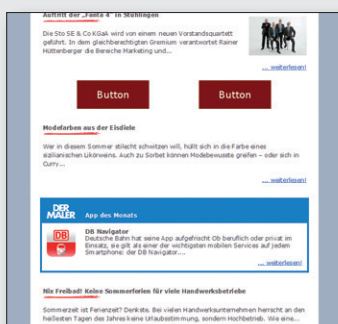 Auftritt der „Fanta 4“ in Stühlingen
Die Sto SE & Co KGaA wird von einem neuen Vorstandsquartett
geführt. In dem gleichberechtigten Gremium verantwortet Rainer
Hüttenberger die Bereiche Marketing und...
... weiterlesen!
Button Button
Modefarben aus der Eisdiele
Wer in diesem Sommer stilecht schwitzen will, hüllt sich in die Farbe eines
sizilianischen Likörweins. Auch zu Sorbet können Modebewusste greifen – oder sich in
Curry...
... weiterlesen!
DER
MALER App des Monats
DB
DB Navigator
Deutsche Bahn hat seine App aufgefrischt Ob beruflich oder privat im
Einsatz, sie gilt als einer der wichtigsten mobilen Services auf jedem
Smartphone: der DB Navigator....
... weiterlesen!
Nix Freibad! Keine Sommerferien für viele Handwerksbetriebe
Sommerzeit ist Ferienzeit? Denkste. Bei vielen Handwerksunternehmen herrscht an den
heißesten Tagen des Jahres keine Urlaubsstimmung, sondern Hochbetrieb. Wie eine...